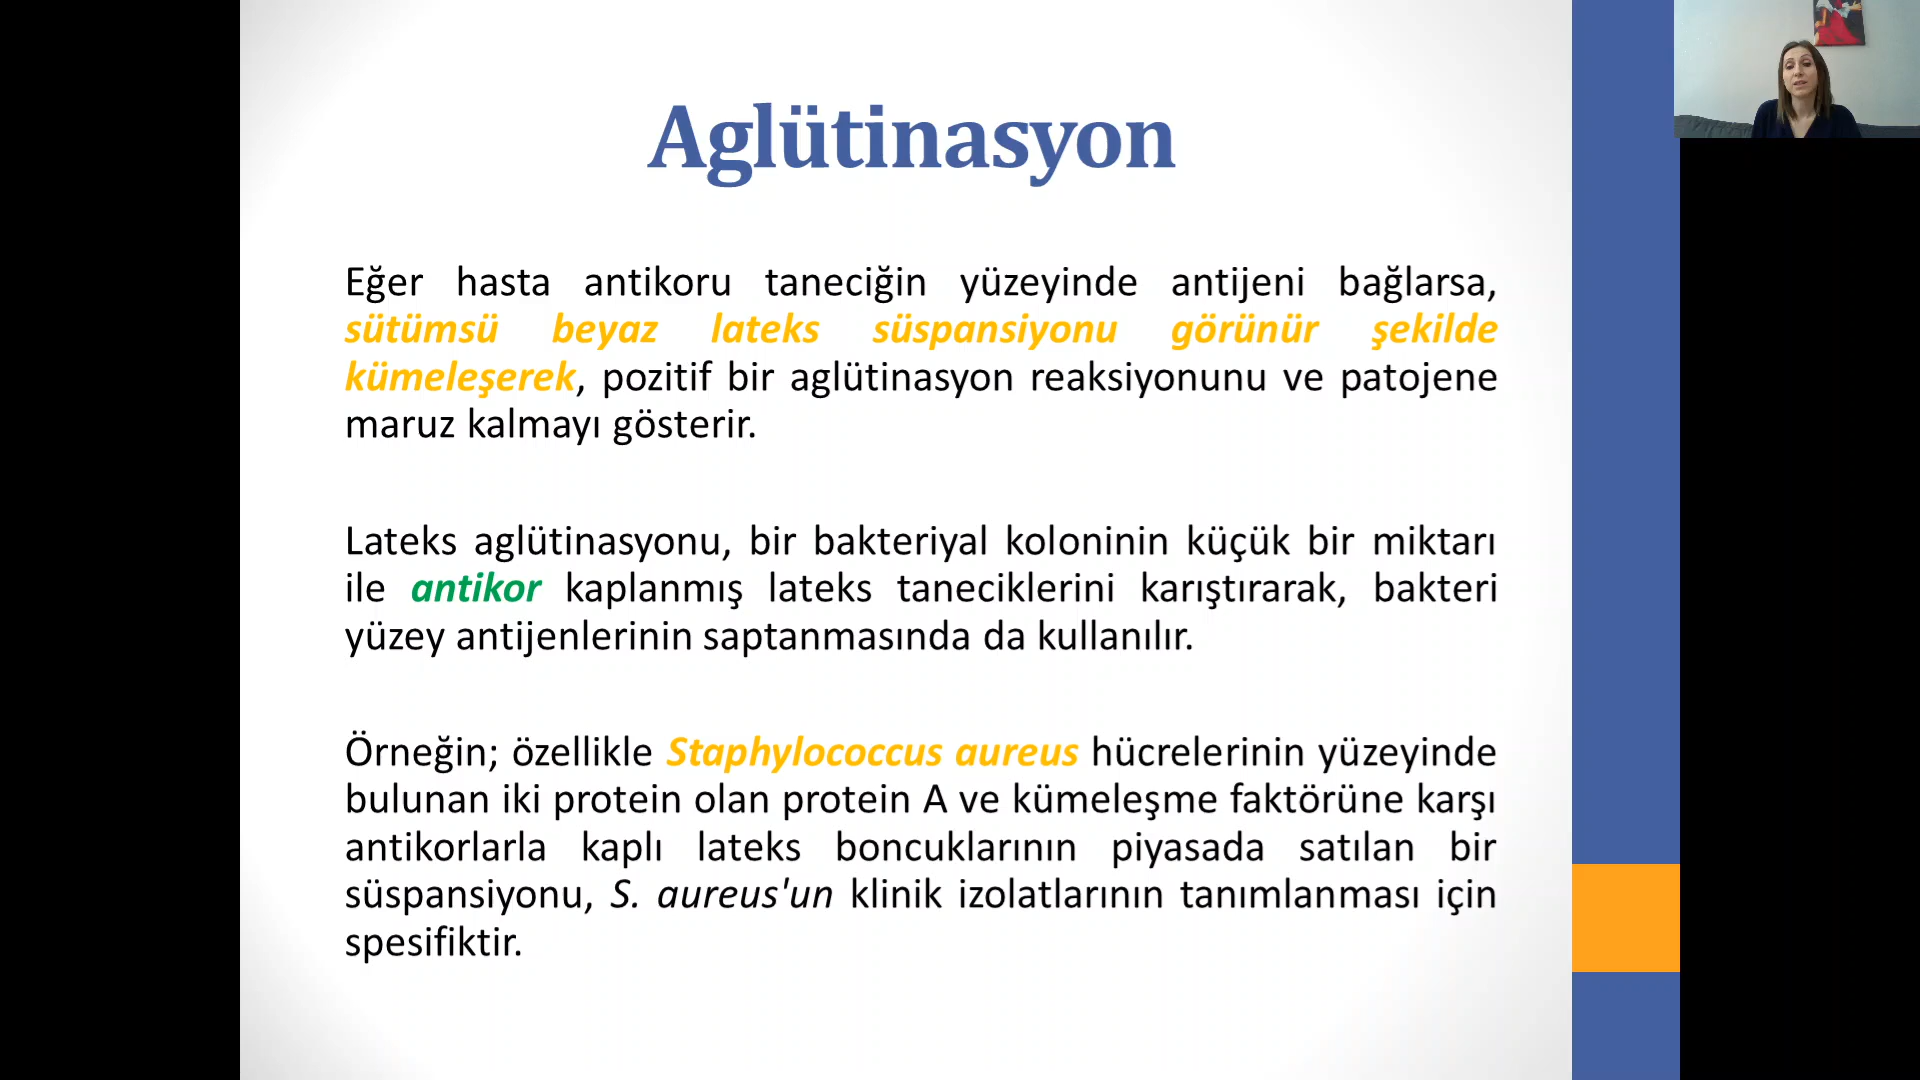 Aglütinasyon
Eğer hasta antikoru taneciğin yüzeyinde antijeni bağlarsa,
sütümsü beyaz lateks süspansiyonu görünür şekilde
kümeleşerek, pozitif bir aglütinasyon reaksiyonunu ve patojene
maruz kalmayı gösterir.
Lateks aglütinasyonu, bir bakteriyal koloninin küçük bir miktarı
ile antikor kaplanmış lateks taneciklerini karıştırarak, bakteri
yüzey antijenlerinin saptanmasında da kullanılır.
Örneğin; özellikle Staphylococcus aureus hücrelerinin yüzeyinde
bulunan iki protein olan protein A ve kümeleşme faktörüne karşı
antikorlarla kaplı lateks boncuklarının piyasada satılan bir
süspansiyonu, S. aureus'un klinik izolatlarının tanımlanması için
spesifiktir.